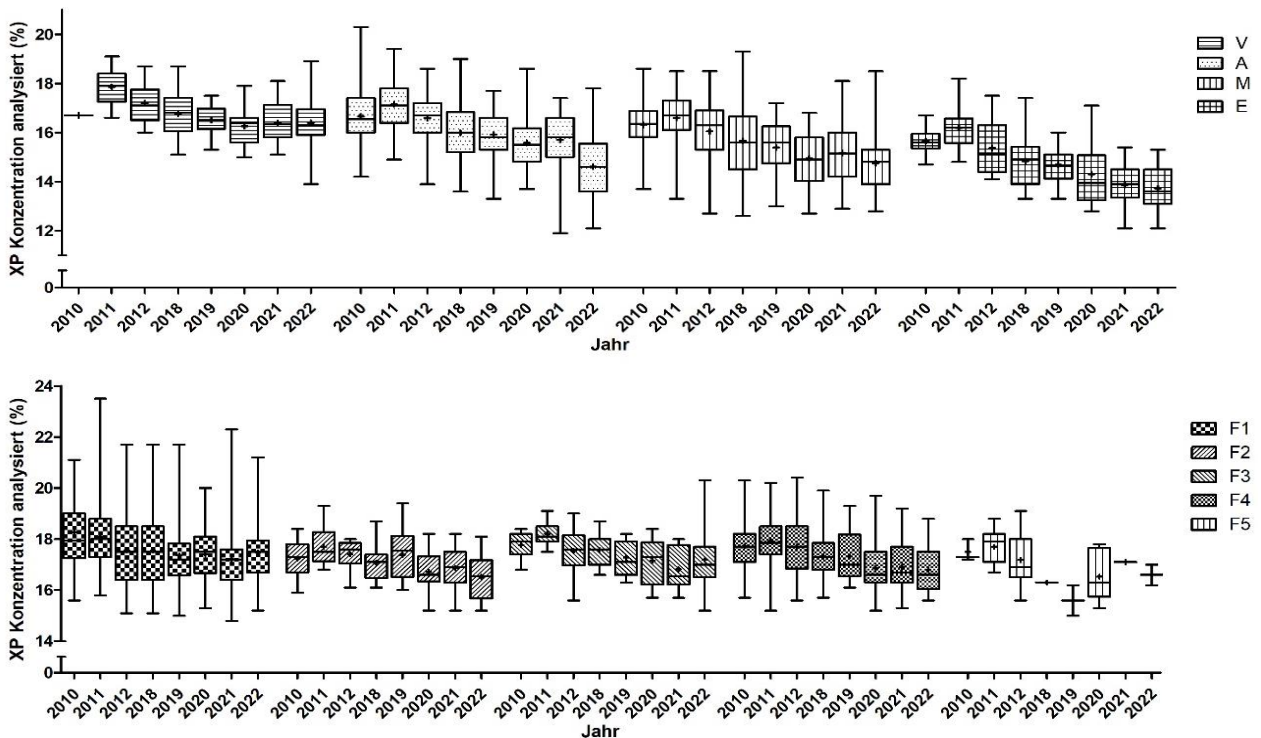 XP Konzentration analysiert (%)
20
18
16
14
12
0
2010 2011 2012 2018 2019 2020 2021 2022 2010 2011 2012 2018 2019 2020 2021 2022 2010 2011 2012 2018 2019 2020 2021 2022 2010 2011 2012 2018 2019 2020 2021 2022
Jahr
V
A
M
E
XP Konzentration analysiert (%)
24
22
20
18
16
14
0
2010 2011 2012 2018 2019 2020 2021 2022 2010 2011 2012 2018 2019 2020 2021 2022 2010 2011 2012 2018 2019 2020 2021 2022 2010 2011 2012 2018 2019 2020 2021 2022 2010 2011 2012 2018 2019 2020 2021 2022
Jahr
F1
F2
F3
F4
F5